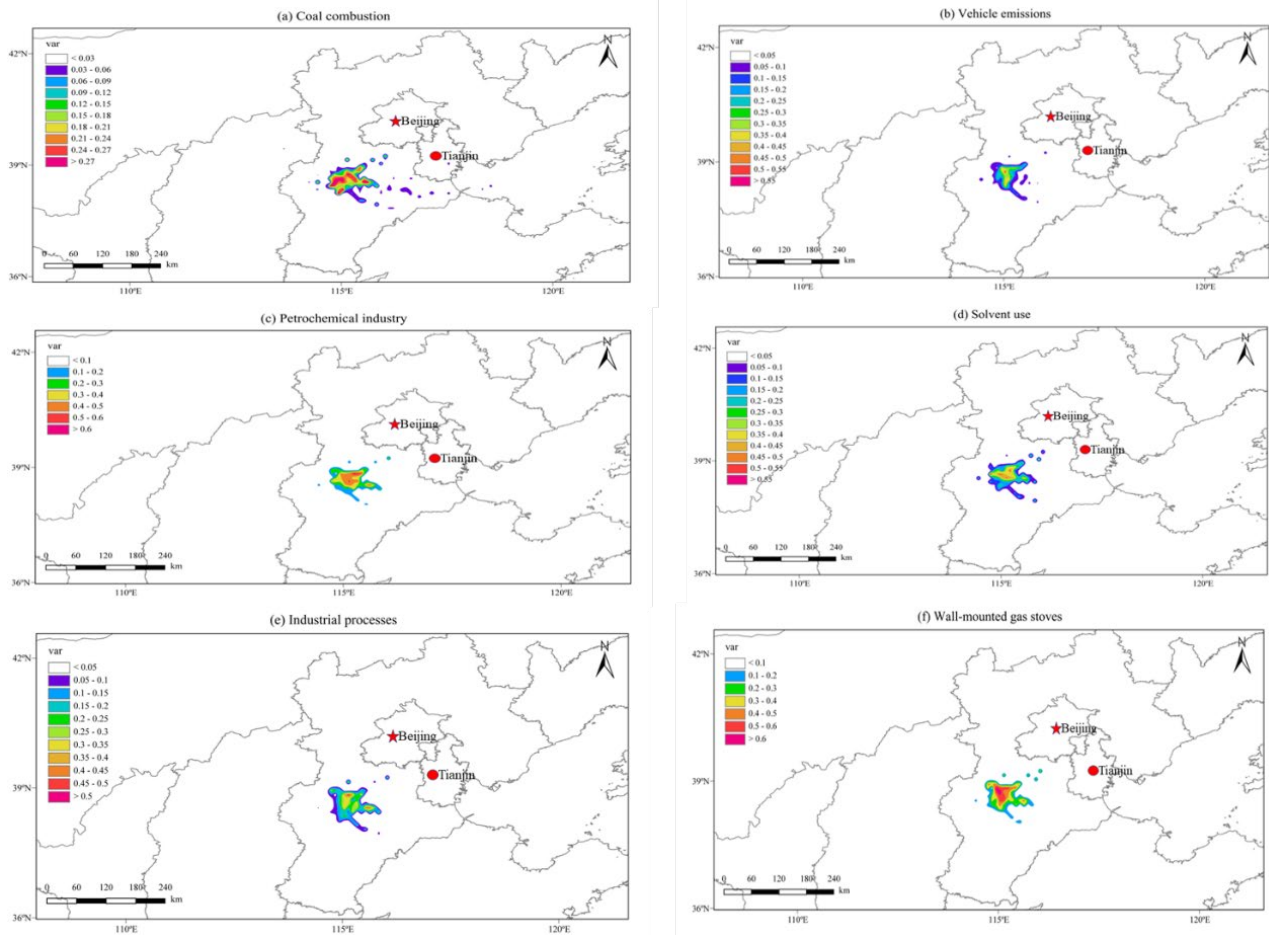 (a) Coal combustion
42°N
var
< 0.03
0.03 - 0.06
0.06 - 0.09
0.09 - 0.12
0.12 - 0.15
0.15 - 0.18
0.18 - 0.21
0.21 - 0.24
0.24 - 0.27
> 0.27
N
Beijing
39°N
Tianjin
0 60 120 180 240
km
36°N
110°E 115°E 120°E
(b) Vehicle emissions
42°N
var
< 0.05
0.05 - 0.1
0.1 - 0.15
0.15 - 0.2
0.2 - 0.25
0.25 - 0.3
0.3 - 0.35
0.35 - 0.4
0.4 - 0.45
0.45 - 0.5
0.5 - 0.55
> 0.55
N
Beijing
39°N
Tianjin
0 60 120 180 240
km
36°N
110°E 115°E 120°E
(c) Petrochemical industry
42°N
var
< 0.1
0.1 - 0.2
0.2 - 0.3
0.3 - 0.4
0.4 - 0.5
0.5 - 0.6
> 0.6
N
Beijing
39°N
Tianjin
0 60 120 180 240
km
36°N
110°E 115°E 120°E
(d) Solvent use
42°N
var
< 0.05
0.05 - 0.1
0.1 - 0.15
0.15 - 0.2
0.2 - 0.25
0.25 - 0.3
0.3 - 0.35
0.35 - 0.4
0.4 - 0.45
0.45 - 0.5
0.5 - 0.55
> 0.55
N
Beijing
39°N
Tianjin
0 60 120 180 240
km
36°N
110°E 115°E 120°E
(e) Industrial processes
42°N
var
< 0.05
0.05 - 0.1
0.1 - 0.15
0.15 - 0.2
0.2 - 0.25
0.25 - 0.3
0.3 - 0.35
0.35 - 0.4
0.4 - 0.45
0.45 - 0.5
> 0.5
N
Beijing
39°N
Tianjin
0 60 120 180 240
km
36°N
110°E 115°E 120°E
(f) Wall-mounted gas stoves
42°N
var
< 0.1
0.1 - 0.2
0.2 - 0.3
0.3 - 0.4
0.4 - 0.5
0.5 - 0.6
> 0.6
N
Beijing
39°N
Tianjin
0 60 120 180 240
km
36°N
110°E 115°E 120°E